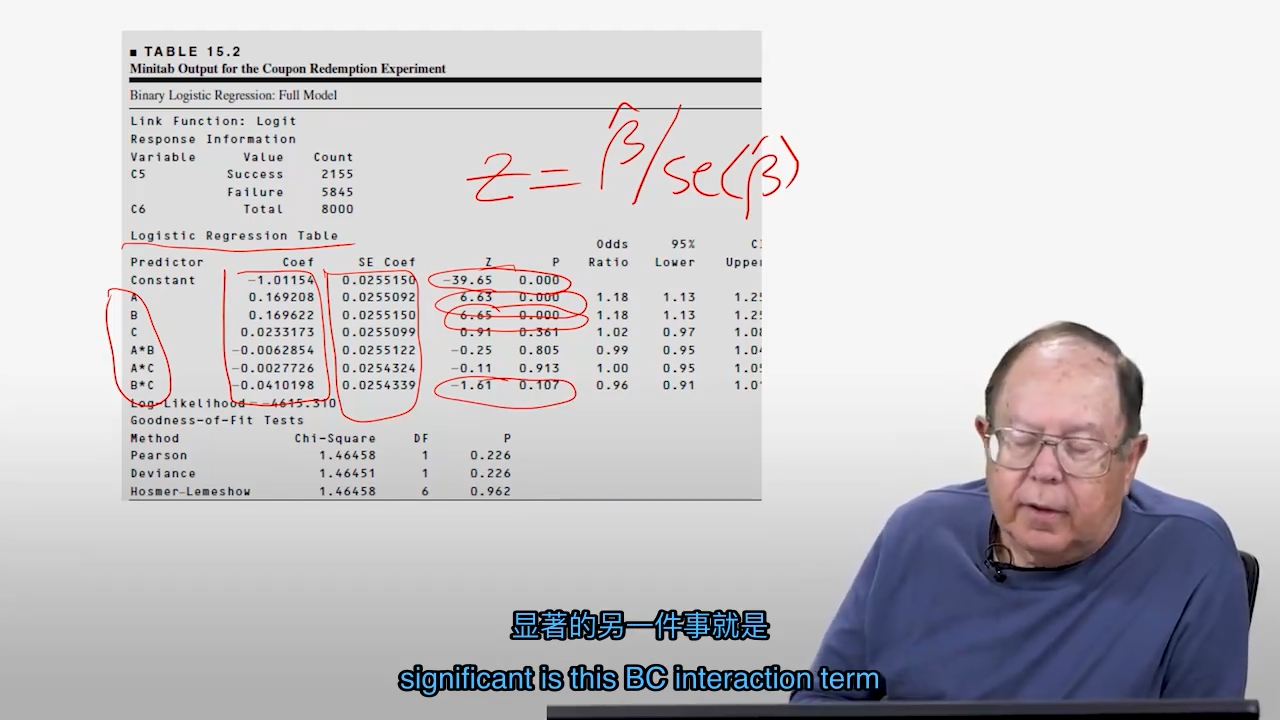 ■ TABLE 15.2
Minitab Output for the Coupon Redemption Experiment
Binary Logistic Regression: Full Model
Link Function: Logit
Response Information
Variable Value Count
C5 Success 2155
Failure 5845
C6 Total 8000
z = β̂/se(β̂)
Logistic Regression Table
Odds 95% CI
Predictor Coef SE Coef Z P Ratio Lower Upper
Constant −1.01154 0.0255150 −39.65 0.000
A 0.169208 0.0255092 6.63 0.000 1.18 1.13 1.25
B 0.169622 0.0255150 6.65 0.000 1.18 1.13 1.25
C 0.0233173 0.0255099 0.91 0.361 1.02 0.97 1.08
A*B −0.0062854 0.0255122 −0.25 0.805 0.99 0.95 1.04
A*C −0.0027726 0.0254324 −0.11 0.913 1.00 0.95 1.05
B*C −0.0410198 0.0254339 −1.61 0.107 0.96 0.91 1.01
Log-Likelihood = −4615.310
Goodness-of-Fit Tests
Method Chi-Square DF P
Pearson 1.46458 1 0.226
Deviance 1.46451 1 0.226
Hosmer-Lemeshow 1.46458 6 0.962
显著的另一件事就是
significant is this BC interaction term